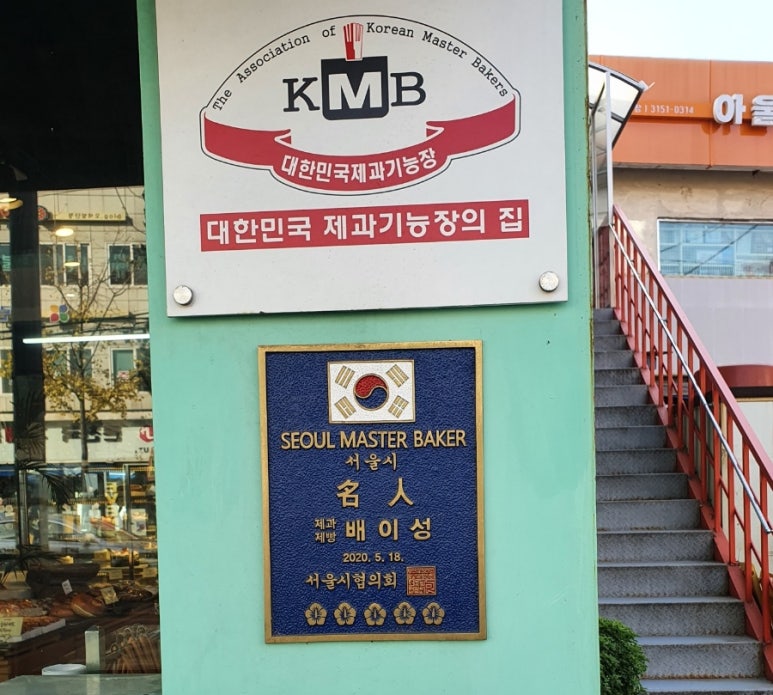 The Association of Korean Master Bakers
KMB
대한민국제과기능장
대한민국 제과기능장의 집
SEOUL MASTER BAKER
서울시
名人
제과
제빵 배이성
2020. 5. 18.
서울시협의회
3151-0314
아울